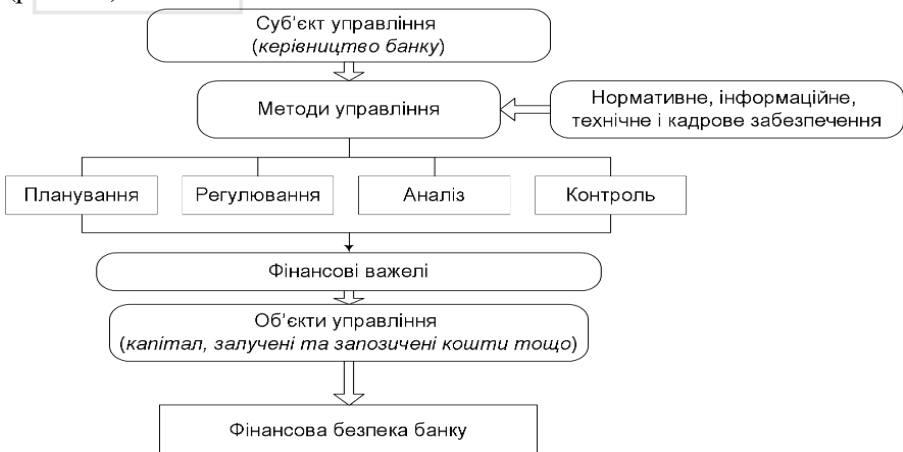 Суб’єкт управління
(керівництво банку)
Методи управління
Нормативне, інформаційне,
технічне і кадрове забезпечення
Планування
Регулювання
Аналіз
Контроль
Фінансові важелі
Об’єкти управління
(капітал, залучені та запозичені кошти тощо)
Фінансова безпека банку